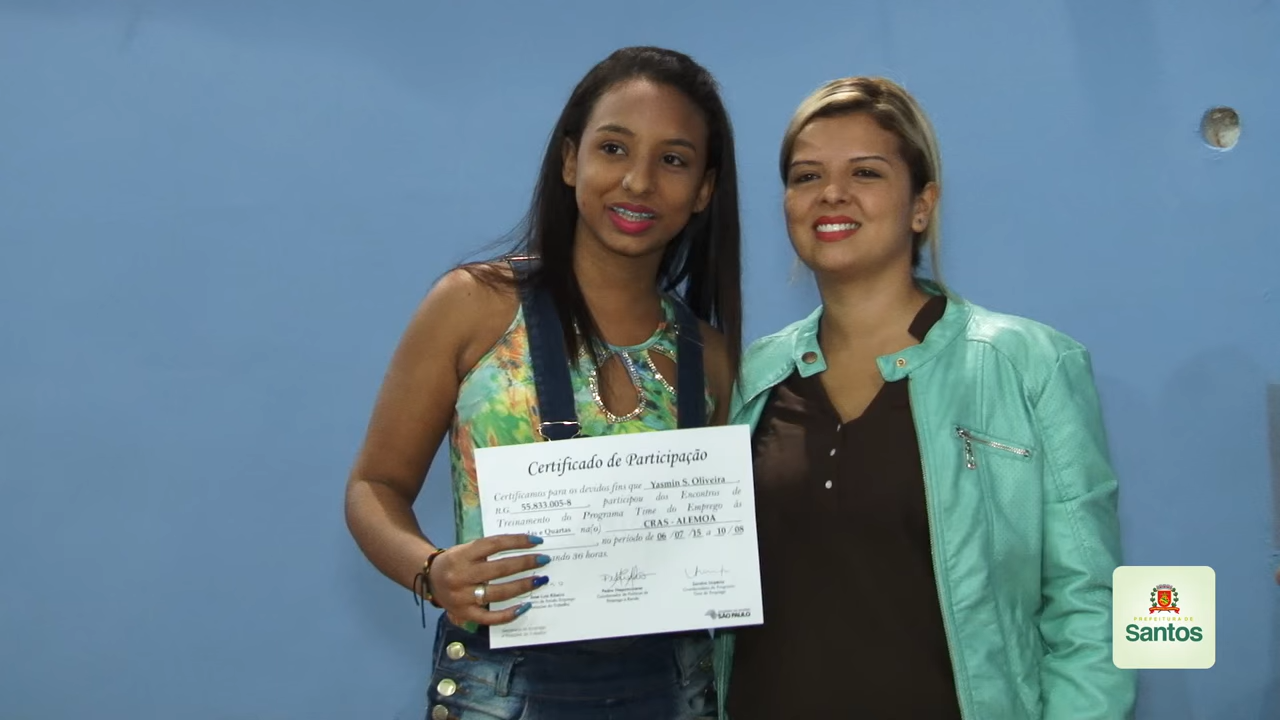 Certificado de Participação
Certificamos para os devidos fins que Yasmin S. Oliveira,
R.G. 55.833.005-8, participou dos Encontros de
Treinamento do Programa Time do Emprego às
e Quartas na(o) CRAS - ALEMOA
, no período de 06 / 07 / 15 a 10 / 08
36 horas.
SÃO PAULO
PREFEITURA DE
Santos